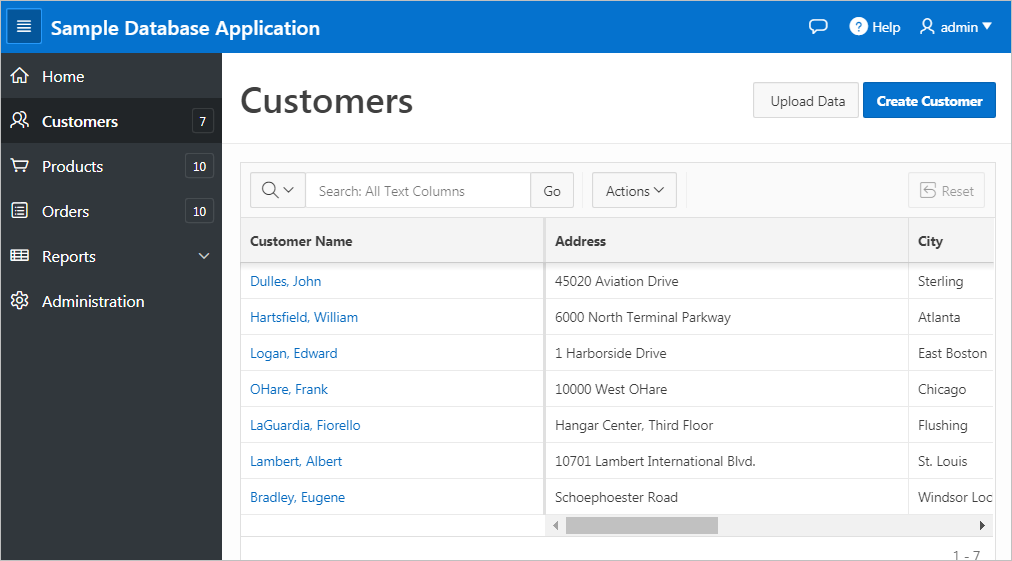 Sample Database Application
? Help
admin
Home
Customers 7
Products 10
Orders 10
Reports
Administration
Customers
Upload Data
Create Customer
Search: All Text Columns
Go
Actions
Reset
Customer Name Address City
Dulles, John 45020 Aviation Drive Sterling
Hartsfield, William 6000 North Terminal Parkway Atlanta
Logan, Edward 1 Harborside Drive East Boston
OHare, Frank 10000 West OHare Chicago
LaGuardia, Fiorello Hangar Center, Third Floor Flushing
Lambert, Albert 10701 Lambert International Blvd. St. Louis
Bradley, Eugene Schoephoester Road Windsor Loc
1 - 7